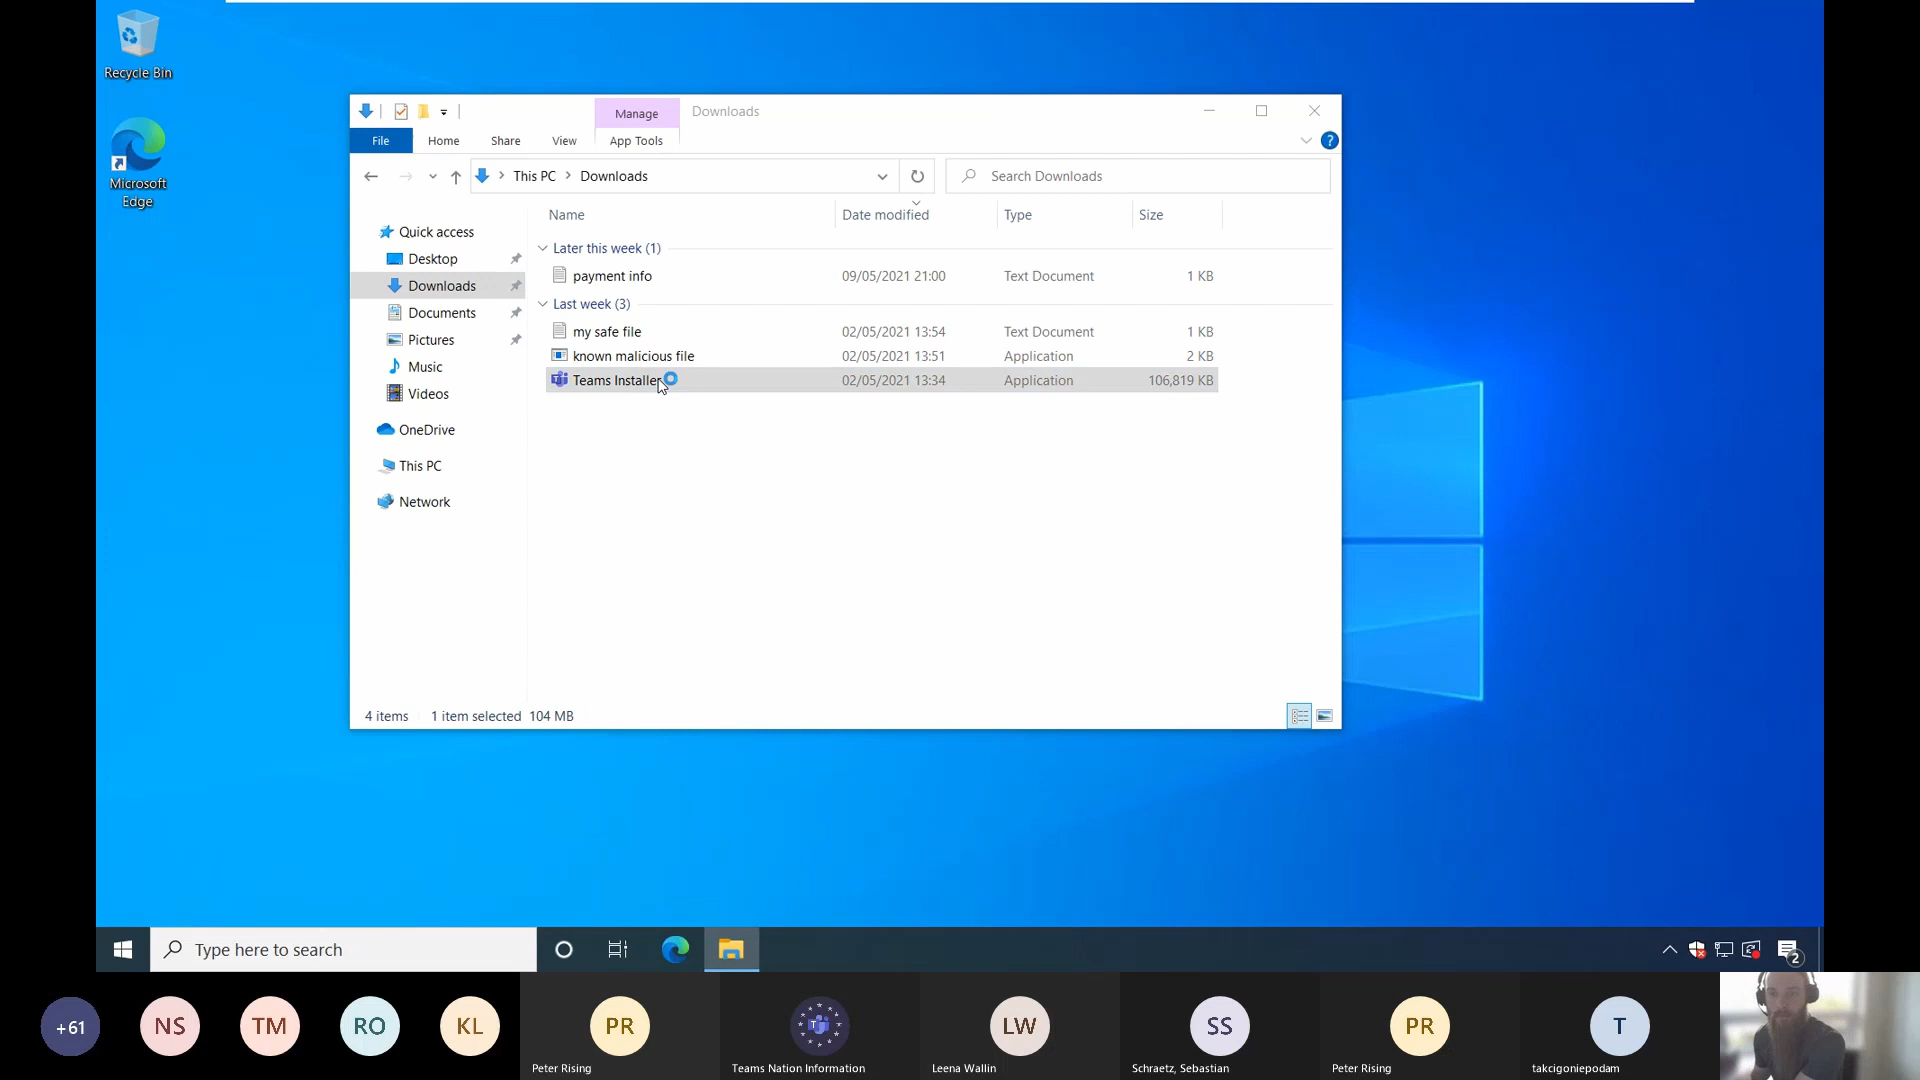 Recycle Bin
Microsoft
Edge
Manage
Downloads
File
Home
Share
View
App Tools
This PC
Downloads
Search Downloads
Name
Date modified
Type
Size
Quick access
Desktop
Downloads
Documents
Pictures
Music
Videos
OneDrive
This PC
Network
Later this week (1)
payment info 09/05/2021 21:00 Text Document 1 KB
Last week (3)
my safe file 02/05/2021 13:54 Text Document 1 KB
known malicious file 02/05/2021 13:51 Application 2 KB
Teams Installer 02/05/2021 13:34 Application 106,819 KB
4 items 1 item selected 104 MB
Type here to search
2
+61
NS
TM
RO
KL
PR
Peter Rising
Teams Nation Information
LW
Leena Wallin
SS
Schraetz, Sebastian
PR
Peter Rising
T
takcigoniepodam